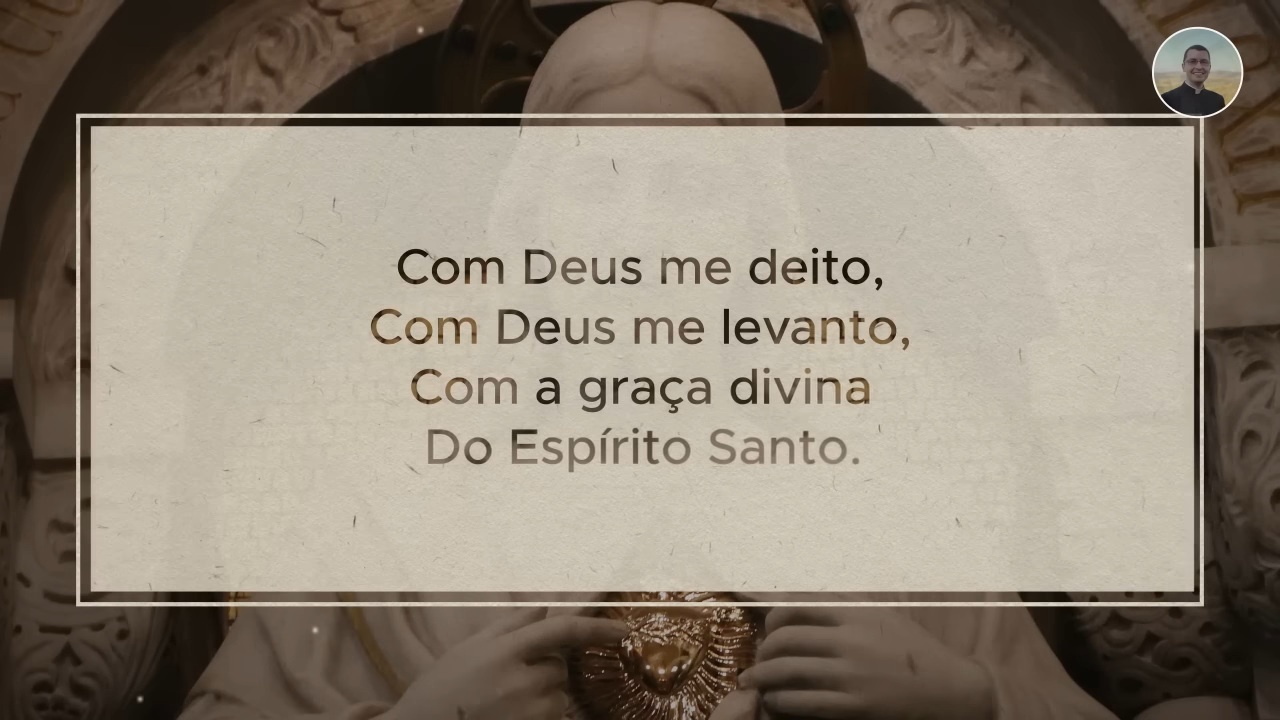 Com Deus me deito,
Com Deus me levanto,
Com a graça divina
Do Espírito Santo.